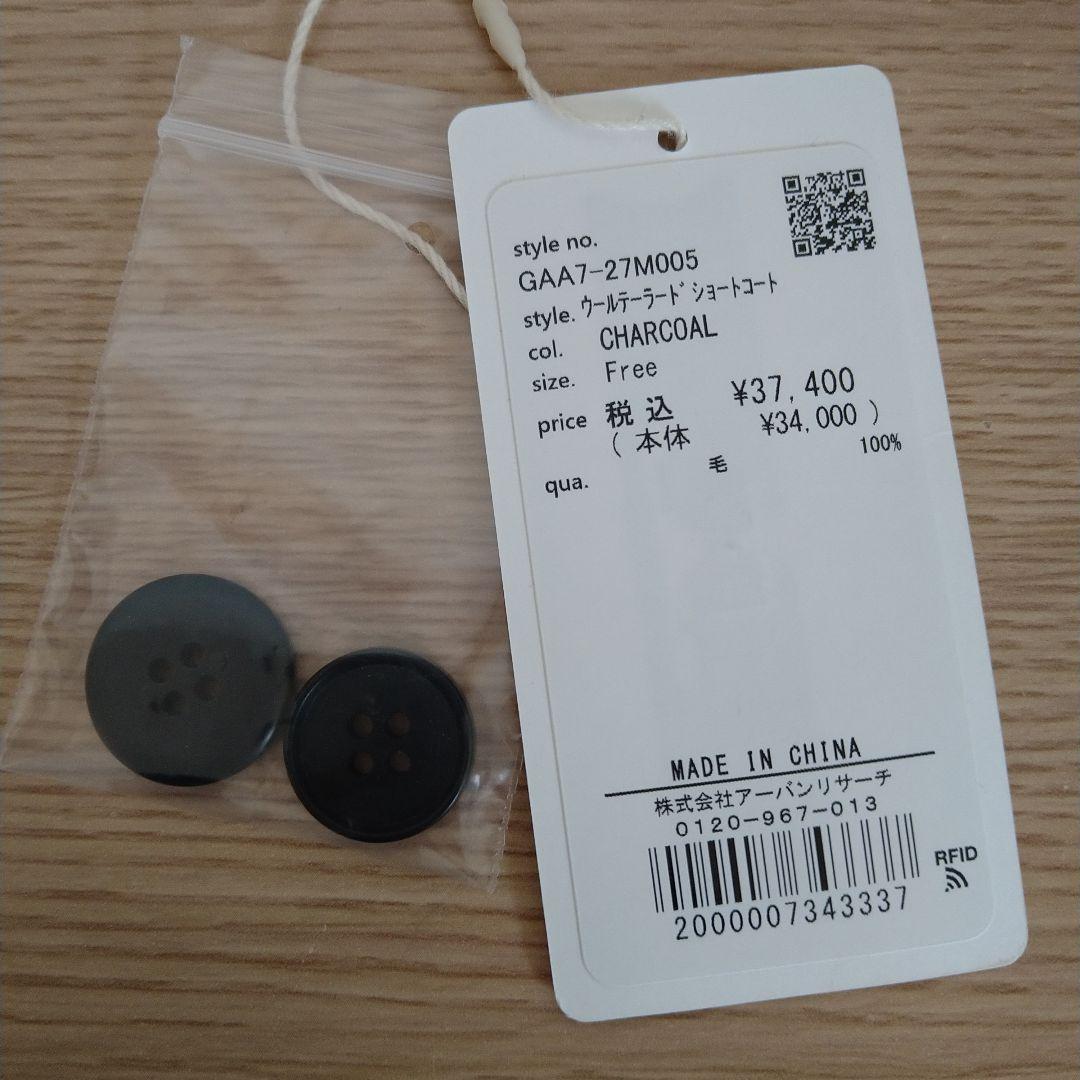 style no.
GAA7-27M005
style. ｳｰﾙﾃｰﾗｰﾄﾞｼｮｰﾄｺｰﾄ
col. CHARCOAL
size. Free
price 税込 ¥37,400
( 本体 ¥34,000 )
qua. 毛 100%
MADE IN CHINA
株式会社アーバンリサーチ
0120-967-013
2000007343337
RFID